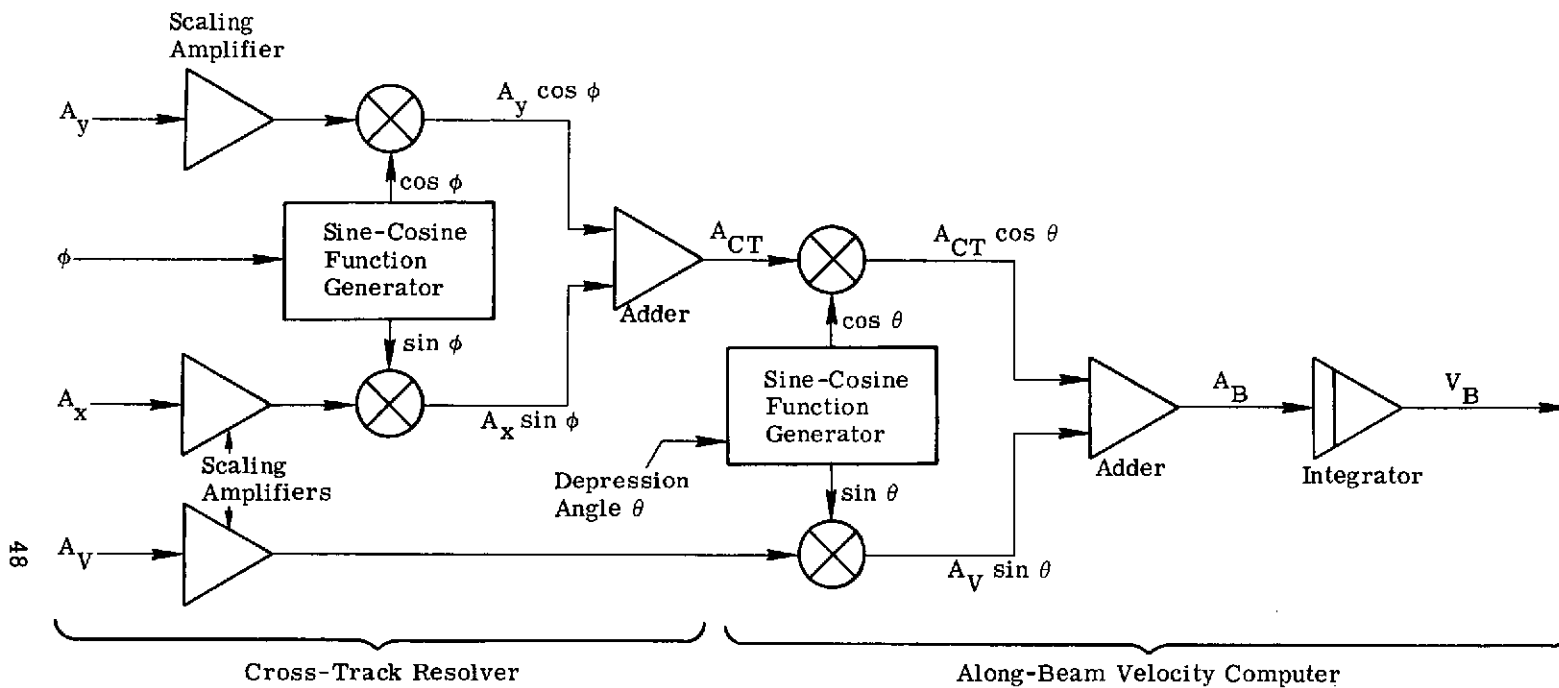 Scaling
Amplifier
A_y
A_y cos φ
cos φ
φ
Sine-Cosine
Function
Generator
sin φ
A_x
A_x sin φ
Scaling
Amplifiers
A_V
Adder
A_CT
A_CT cos θ
cos θ
Sine-Cosine
Function
Generator
Depression
Angle θ
sin θ
A_V sin θ
Adder
A_B
Integrator
V_B
48
Cross-Track Resolver
Along-Beam Velocity Computer